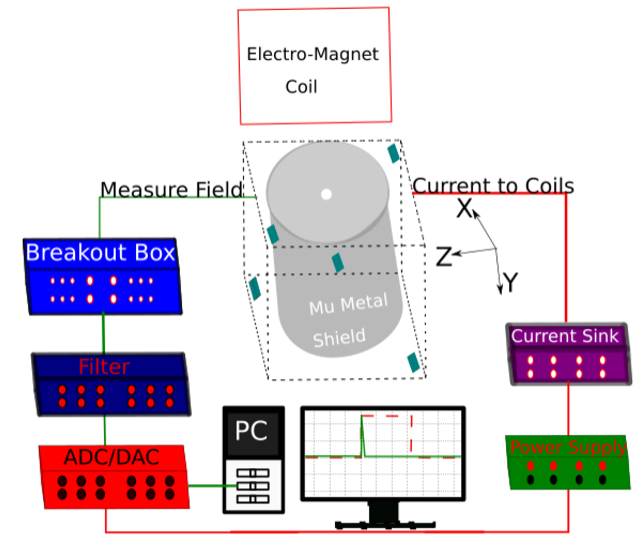 Electro-Magnet
Coil
Measure Field
Current to Coils
X
Z
Y
Breakout Box
Mu Metal
Shield
Current Sink
Filter
PC
Power Supply
ADC/DAC